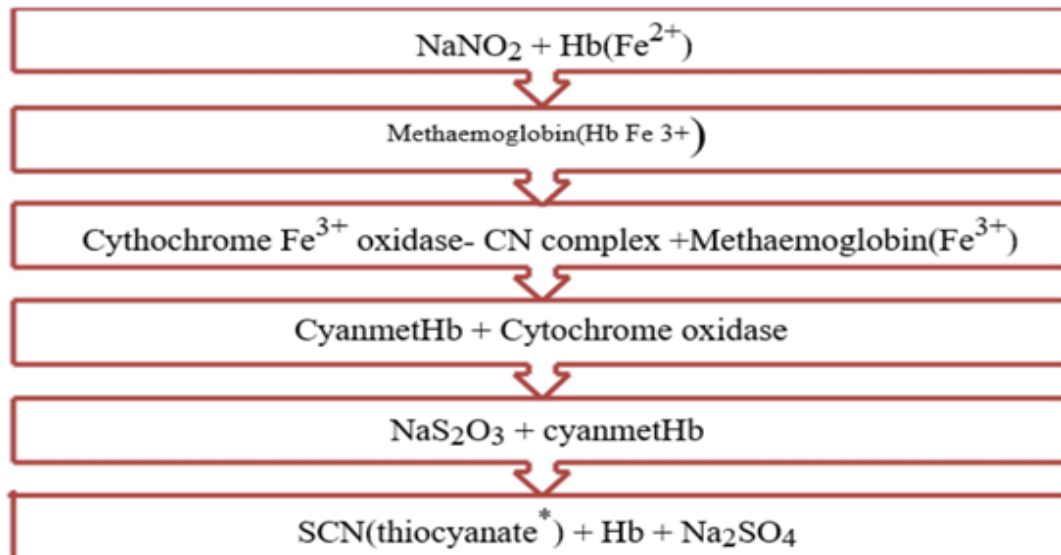 NaNO₂ + Hb(Fe²⁺)
Methaemoglobin(Hb Fe 3+)
Cythochrome Fe³⁺ oxidase- CN complex +Methaemoglobin(Fe³⁺)
CyanmetHb + Cytochrome oxidase
NaS₂O₃ + cyanmetHb
SCN(thiocyanate*) + Hb + Na₂SO₄